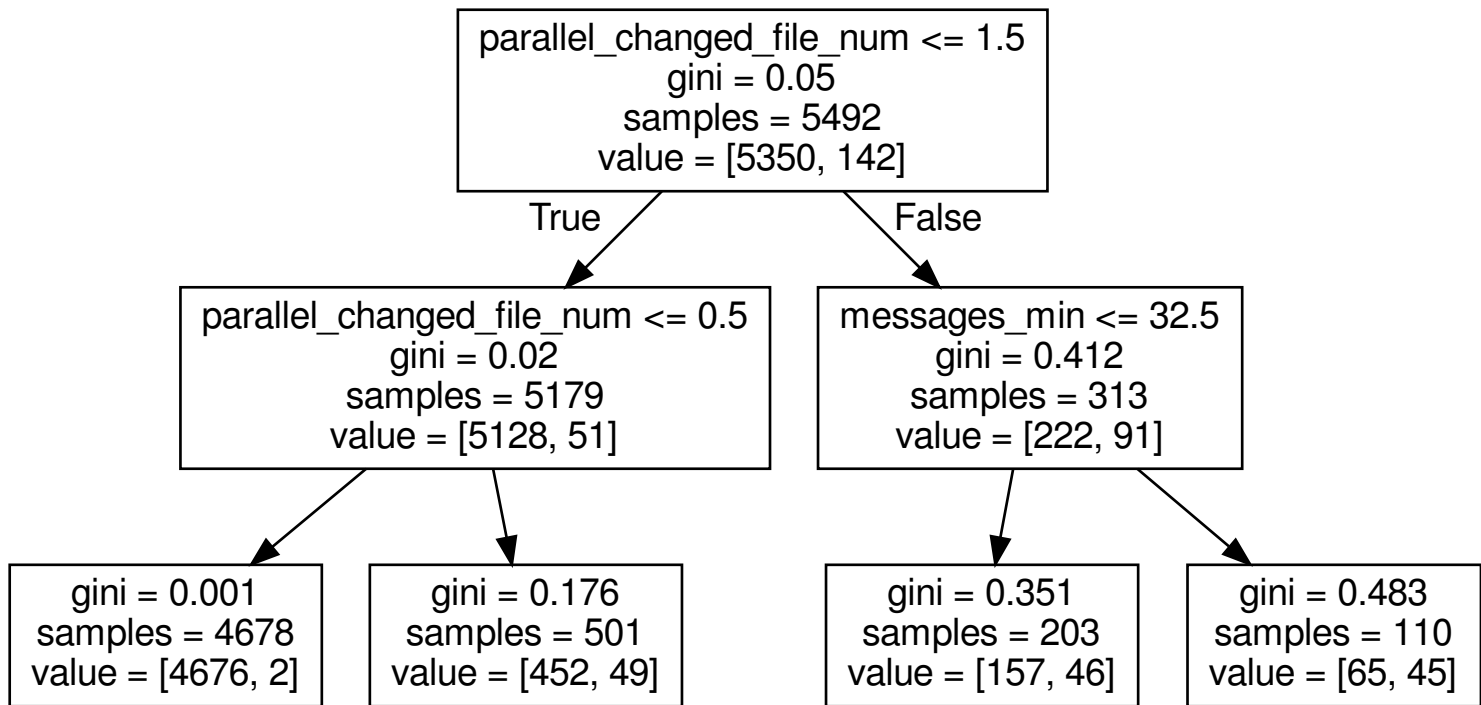 parallel_changed_file_num <= 1.5
gini = 0.05
samples = 5492
value = [5350, 142]
True
False
parallel_changed_file_num <= 0.5
gini = 0.02
samples = 5179
value = [5128, 51]
messages_min <= 32.5
gini = 0.412
samples = 313
value = [222, 91]
gini = 0.001
samples = 4678
value = [4676, 2]
gini = 0.176
samples = 501
value = [452, 49]
gini = 0.351
samples = 203
value = [157, 46]
gini = 0.483
samples = 110
value = [65, 45]